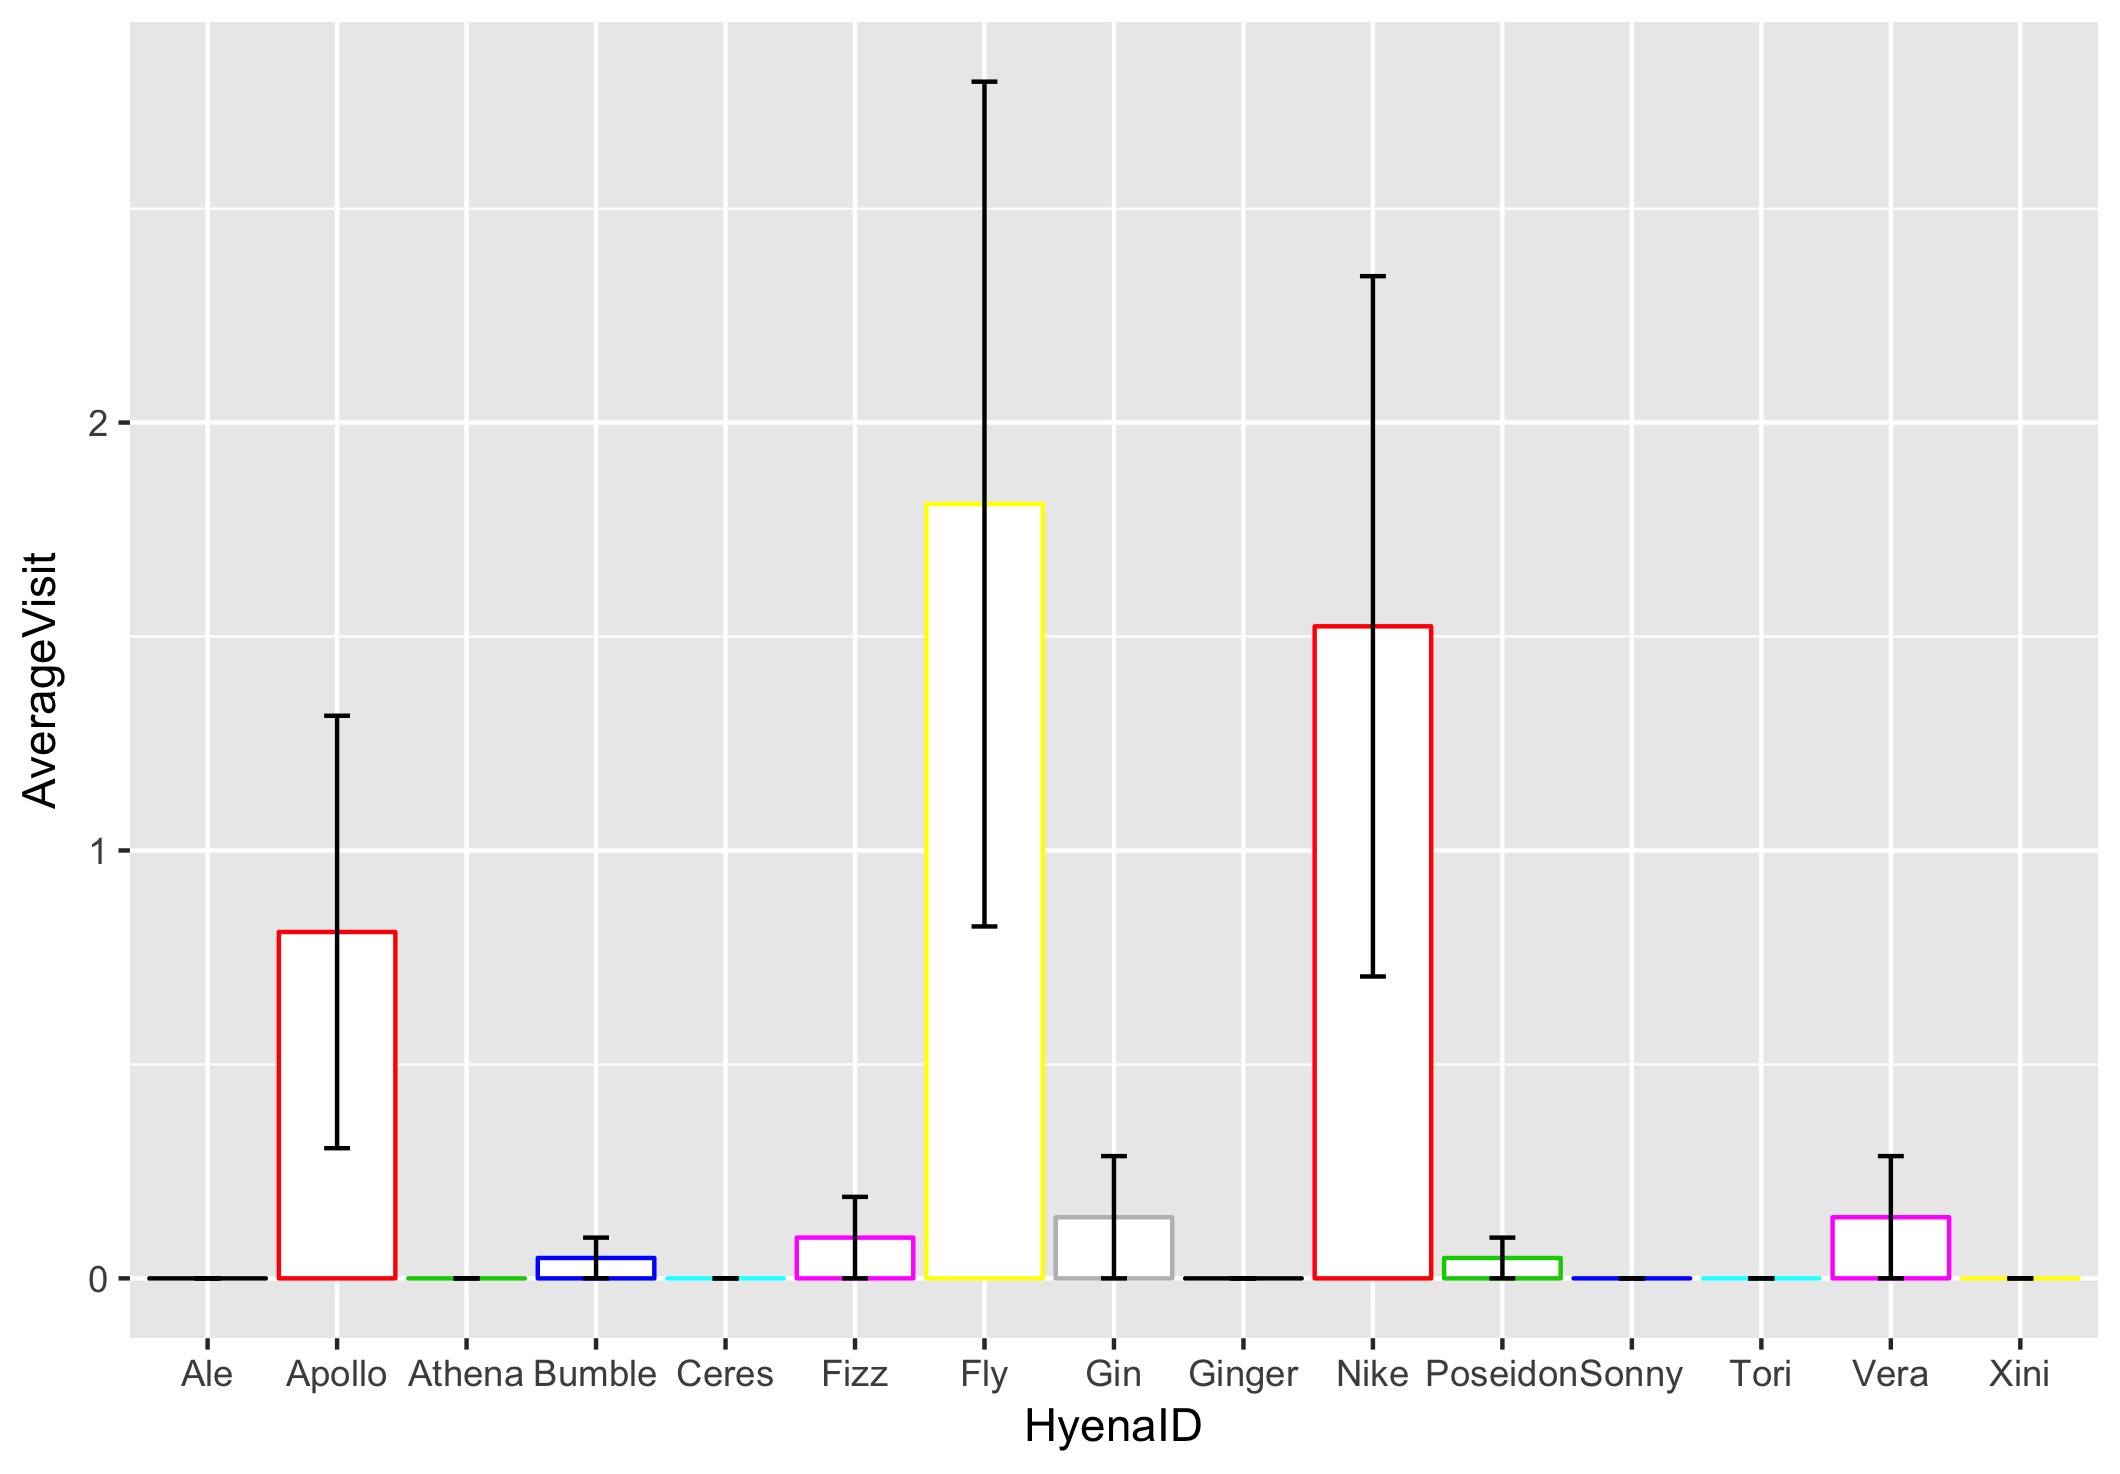 AverageVisit
2
1
0
Ale Apollo Athena Bumble Ceres Fizz Fly Gin Ginger Nike Poseidon Sonny Tori Vera Xini
HyenaID